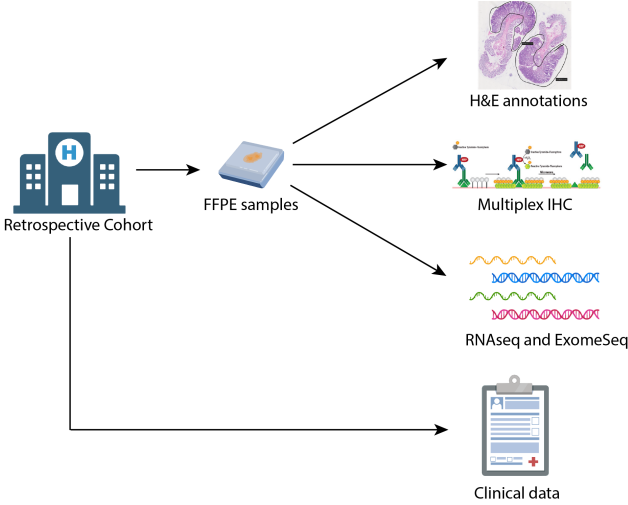 H&E annotations
H
Retrospective Cohort
FFPE samples
Multiplex IHC
RNAseq and ExomeSeq
Clinical data